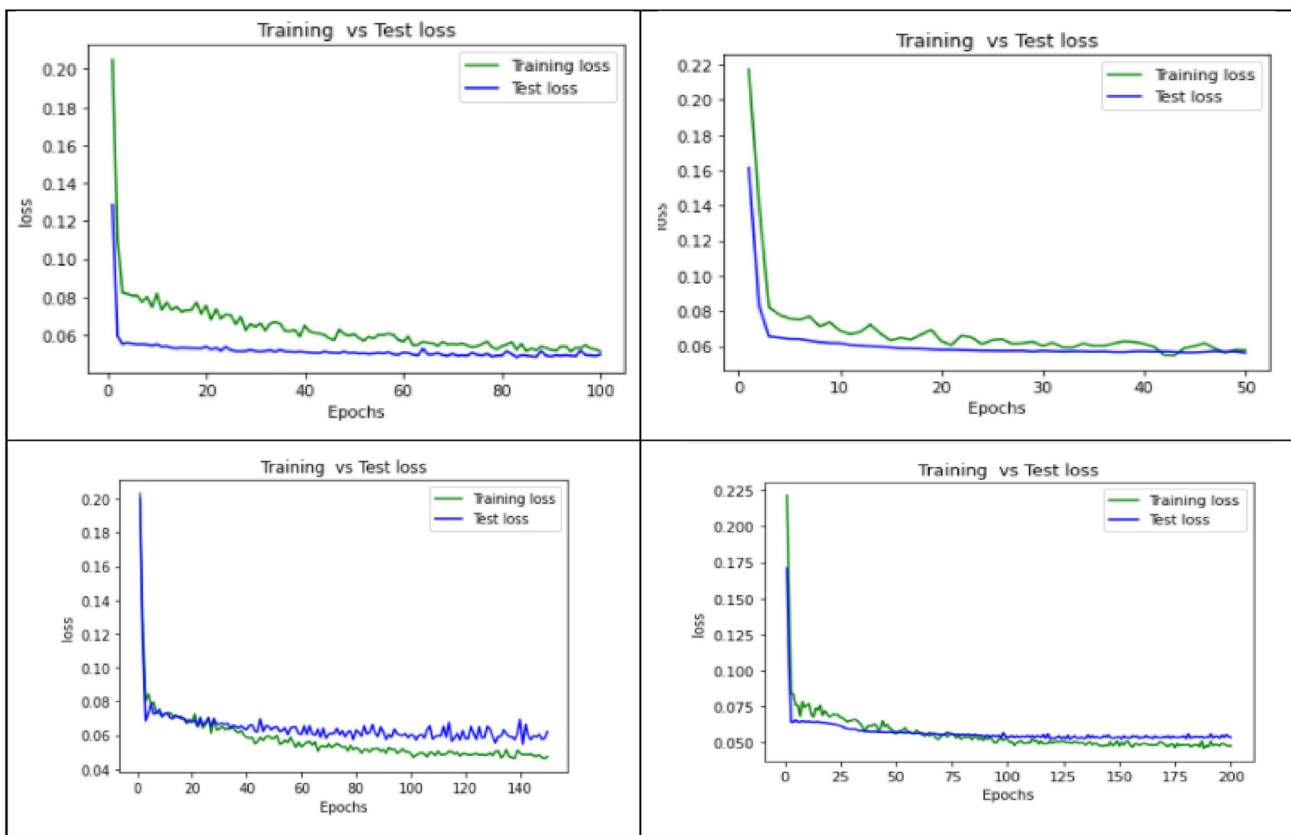 Training vs Test loss
Training loss
Test loss
0.20
0.18
0.16
0.14
0.12
0.10
0.08
0.06
loss
0 20 40 60 80 100
Epochs
Training vs Test loss
Training loss
Test loss
0.22
0.20
0.18
0.16
0.14
0.12
0.10
0.08
0.06
loss
0 10 20 30 40 50
Epochs
Training vs Test loss
Training loss
Test loss
0.20
0.18
0.16
0.14
0.12
0.10
0.08
0.06
0.04
loss
0 20 40 60 80 100 120 140
Epochs
Training vs Test loss
Training loss
Test loss
0.225
0.200
0.175
0.150
0.125
0.100
0.075
0.050
loss
0 25 50 75 100 125 150 175 200
Epochs